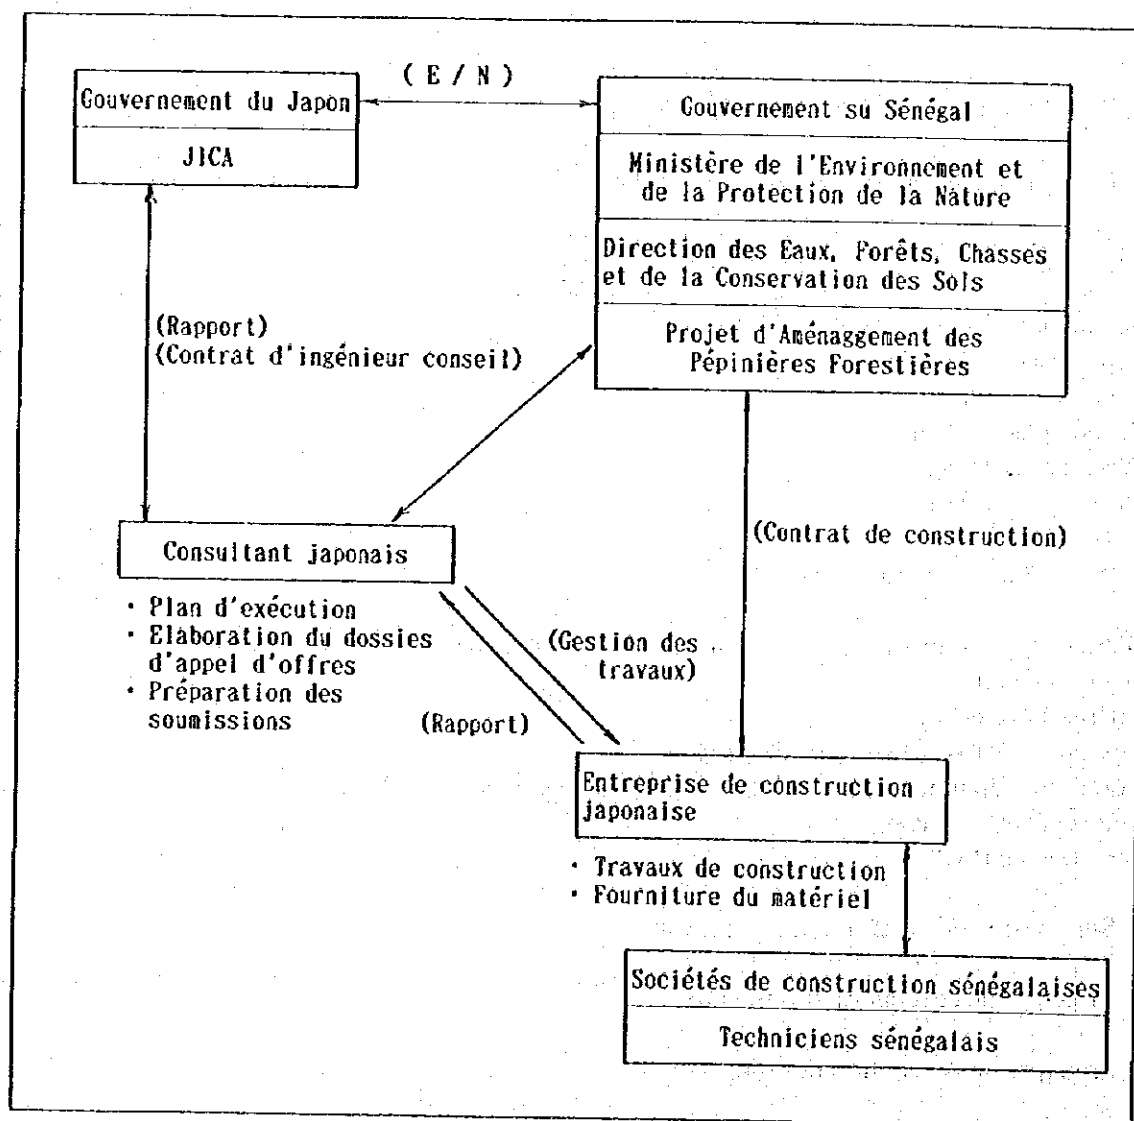 ( E / N )
Gouvernement du Japon
JICA
Gouvernement su Sénégal
Ministère de l'Environnement et
de la Protection de la Nature
Direction des Eaux, Forêts, Chasses
et de la Conservation des Sols
Projet d'Aménaggement des
Pépinières Forestières
(Rapport)
(Contrat d'ingénieur conseil)
Consultant japonais
(Contrat de construction)
・ Plan d'exécution
・ Elaboration du dossies
d'appel d'offres
・ Préparation des
soumissions
(Gestion des
travaux)
(Rapport)
Entreprise de construction
japonaise
・ Travaux de construction
・ Fourniture du matériel
Sociétés de construction sénégalaises
Techniciens sénégalais